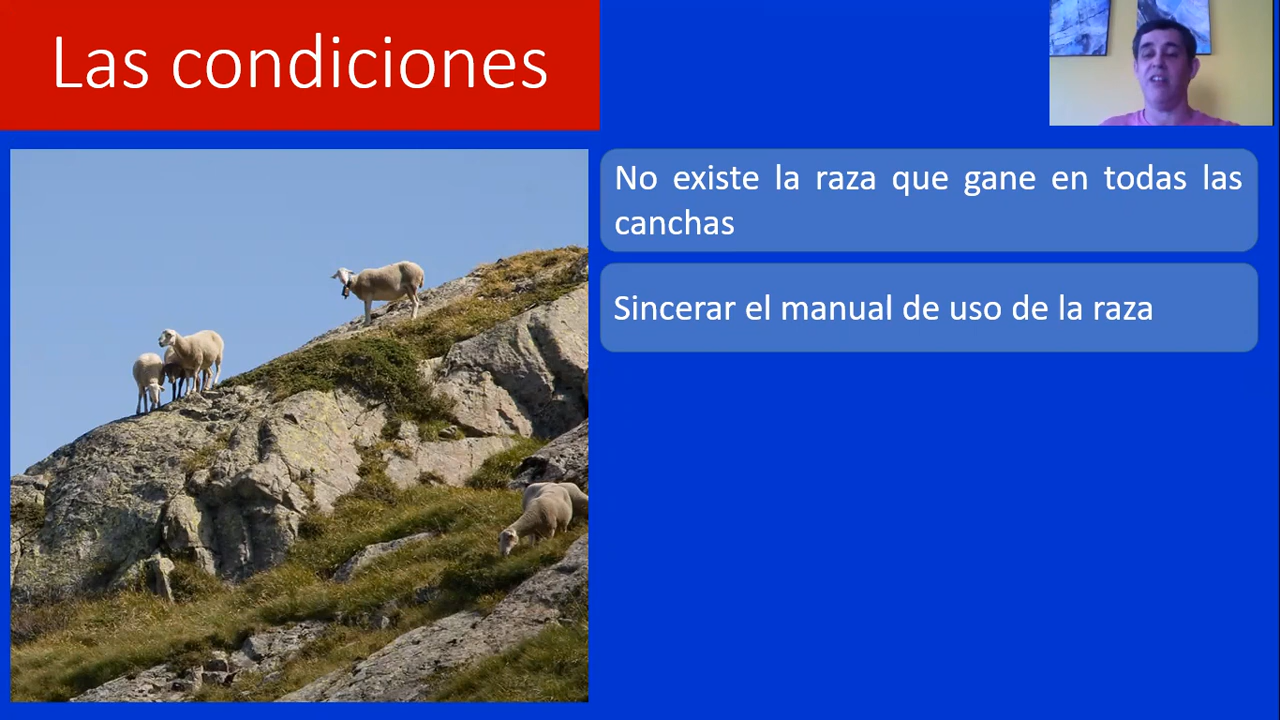 Las condiciones
No existe la raza que gane en todas las
canchas
Sincerar el manual de uso de la raza